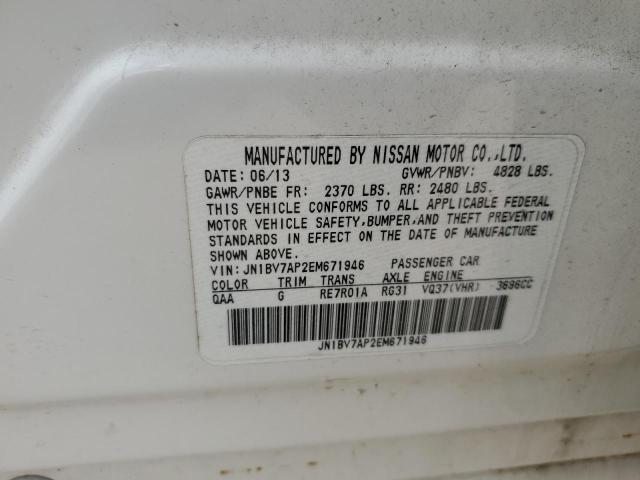 MANUFACTURED BY NISSAN MOTOR CO.,LTD.
DATE: 06/13 GVWR/PNBV: 4828 LBS.
GAWR/PNBE FR: 2370 LBS. RR: 2480 LBS.
THIS VEHICLE CONFORMS TO ALL APPLICABLE FEDERAL
MOTOR VEHICLE SAFETY,BUMPER,AND THEFT PREVENTION
STANDARDS IN EFFECT ON THE DATE OF MANUFACTURE
SHOWN ABOVE.
VIN:JN1BV7AP2EM671946 PASSENGER CAR
COLOR TRIM TRANS AXLE ENGINE
QAA G RE7R01A RG31 VQ37(VHR) 3696CC
JN1BV7AP2EM671946